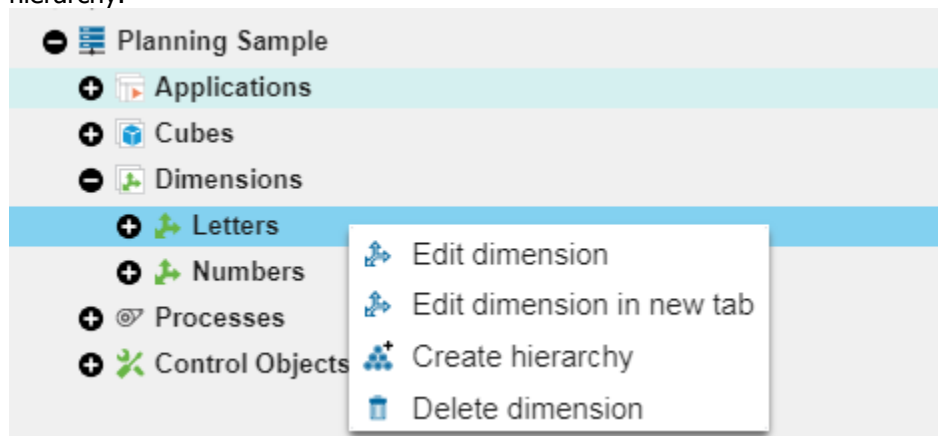 hierarchy.
Planning Sample
Applications
Cubes
Dimensions
Letters
Numbers
Processes
Control Objects
Edit dimension
Edit dimension in new tab
Create hierarchy
Delete dimension